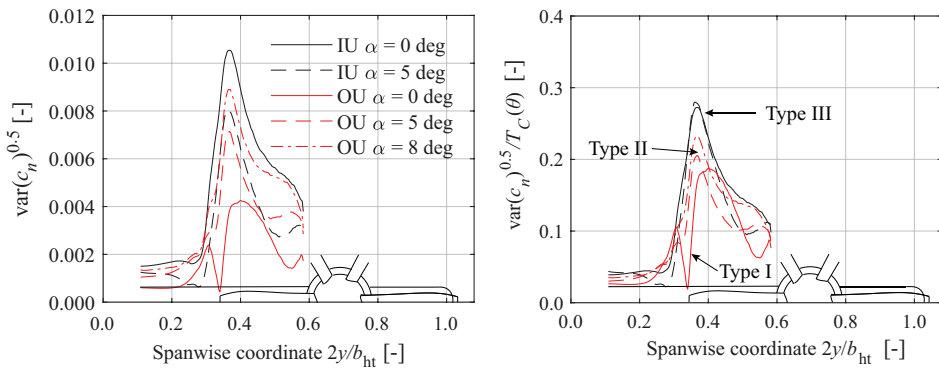 var(cₙ)^0.5 [-]
0.012
0.010
0.008
0.006
0.004
0.002
0.000
IU α = 0 deg
IU α = 5 deg
OU α = 0 deg
OU α = 5 deg
OU α = 8 deg
0.0 0.2 0.4 0.6 0.8 1.0
Spanwise coordinate 2y/b_ht [-]
var(cₙ)^0.5/T_C(θ) [-]
0.4
0.3
0.2
0.1
0.0
Type III
Type II
Type I
0.0 0.2 0.4 0.6 0.8 1.0
Spanwise coordinate 2y/b_ht [-]